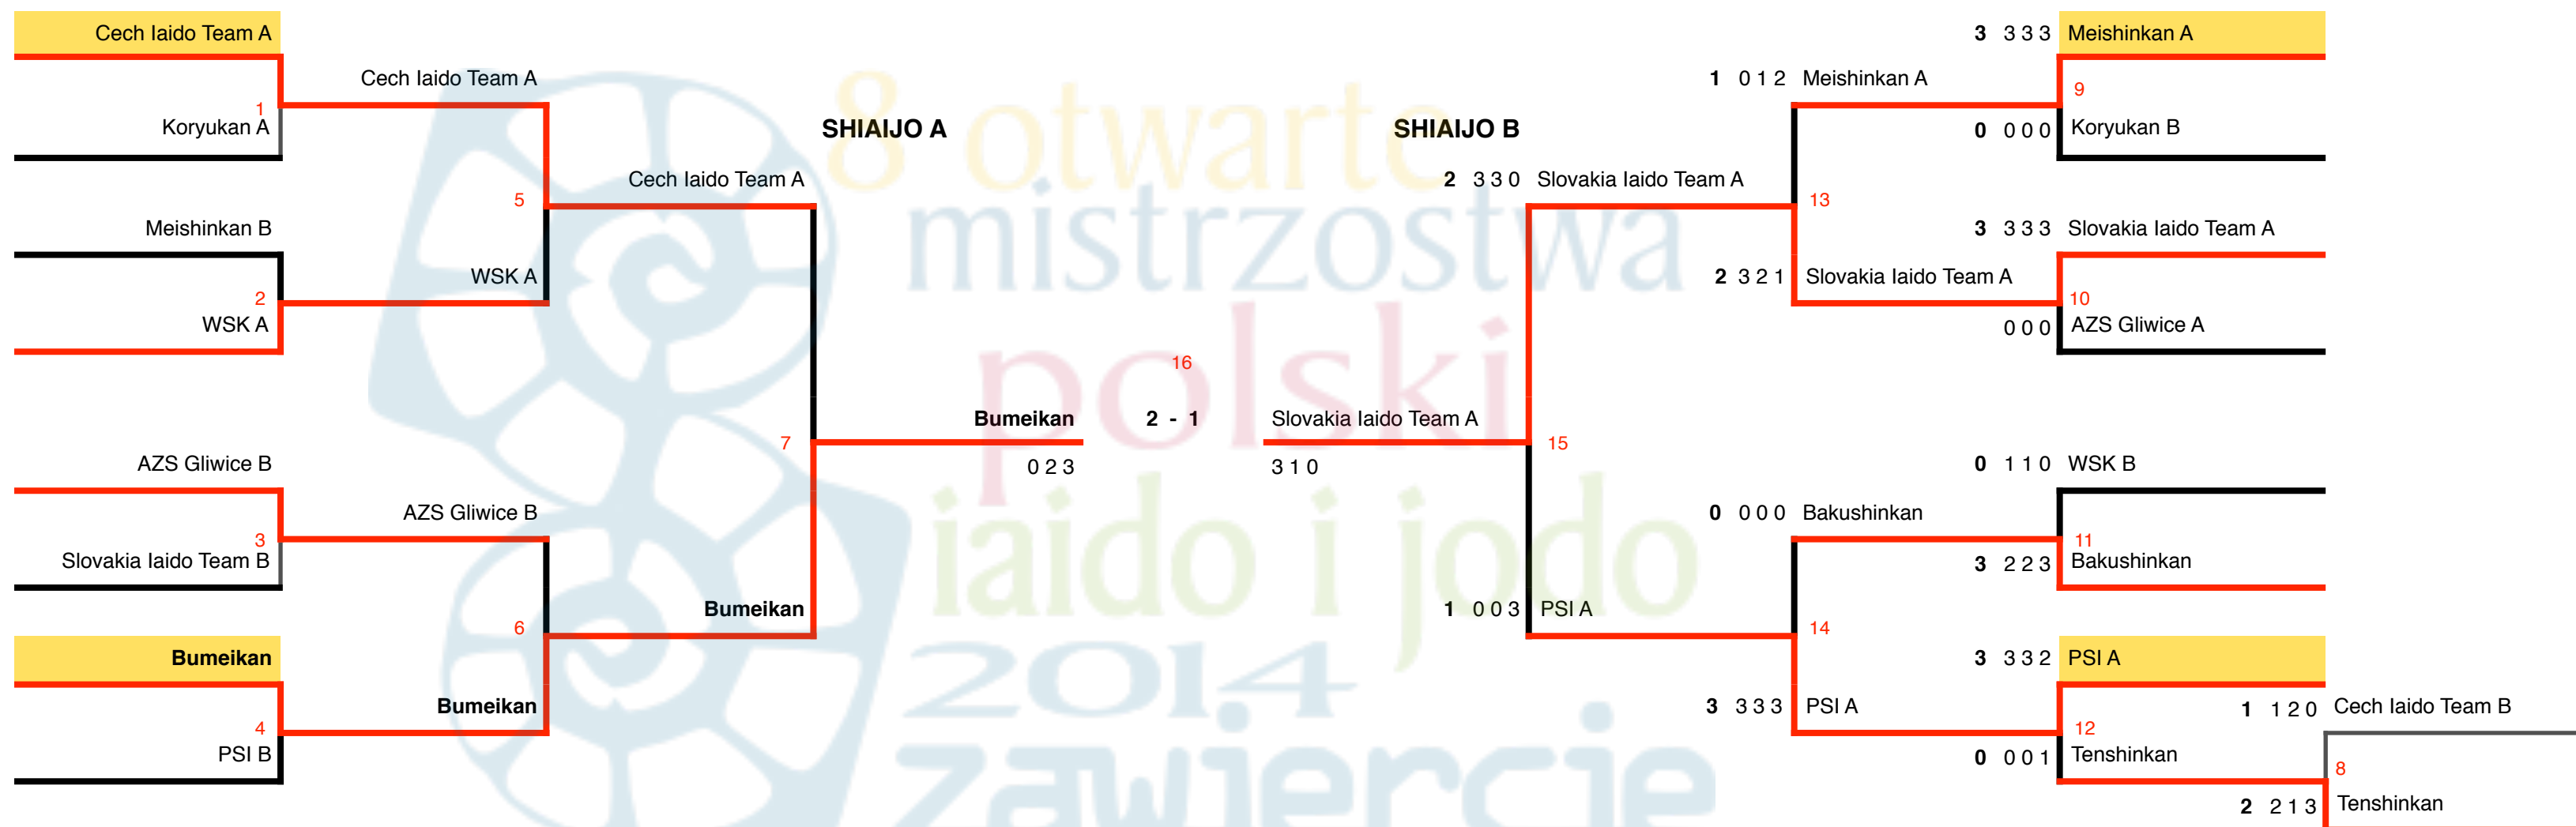 Cech Iaido Team A
1
Koryukan A
Cech Iaido Team A
Meishinkan B
2
WSK A
5
WSK A
Cech Iaido Team A
AZS Gliwice B
3
Slovakia Iaido Team B
AZS Gliwice B
Bumeikan
4
PSI B
6
Bumeikan
Bumeikan
7
SHIAIJO A
SHIAIJO B
16
Bumeikan 2 - 1 Slovakia Iaido Team A
0 2 3
3 1 0
15
2 3 3 0 Slovakia Iaido Team A
1 0 0 3 PSI A
1 0 1 2 Meishinkan A
13
2 3 2 1 Slovakia Iaido Team A
0 0 0 0 Bakushinkan
14
3 3 3 3 PSI A
3 3 3 3 Meishinkan A
9
0 0 0 0 Koryukan B
3 3 3 3 Slovakia Iaido Team A
10
0 0 0 AZS Gliwice A
0 1 1 0 WSK B
11
3 2 2 3 Bakushinkan
3 3 3 2 PSI A
12
0 0 0 1 Tenshinkan
1 1 2 0 Cech Iaido Team B
8
2 2 1 3 Tenshinkan
8 otwarte
mistrzostwa
polski
iaido i jodo
2014
zawiercie